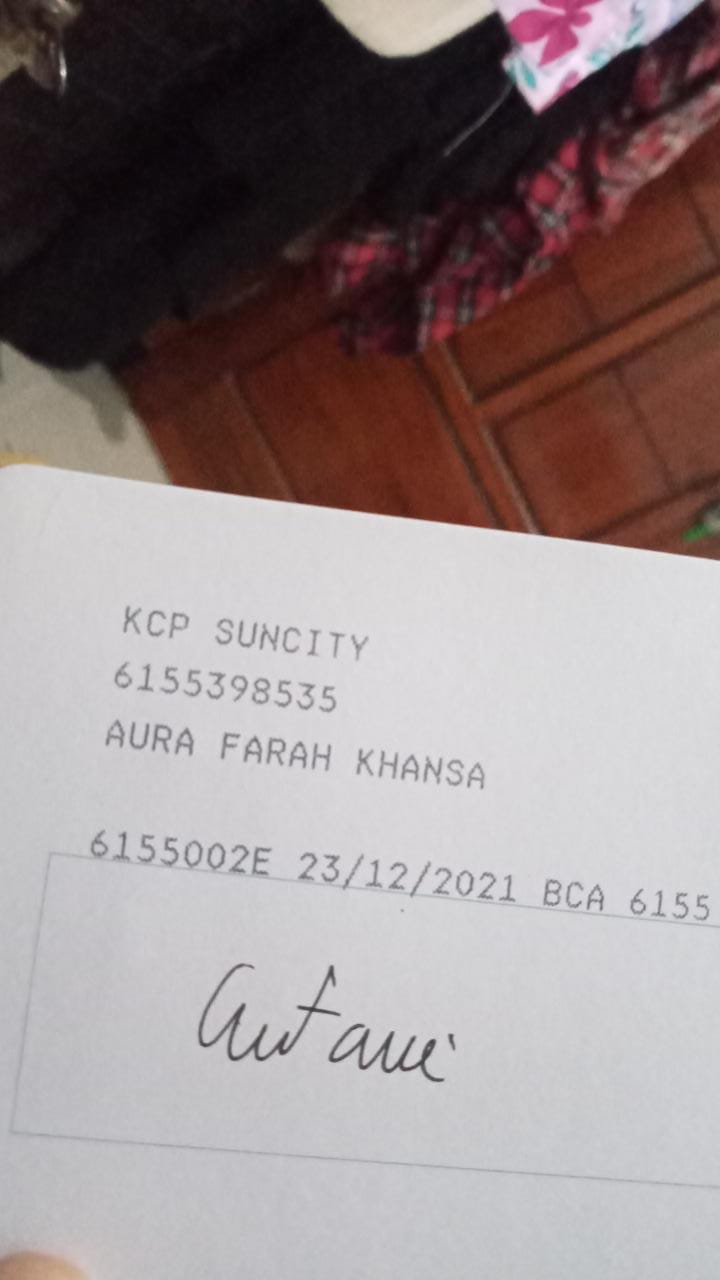 KCP SUNCITY
6155398535
AURA FARAH KHANSA
6155002E 23/12/2021 BCA 6155